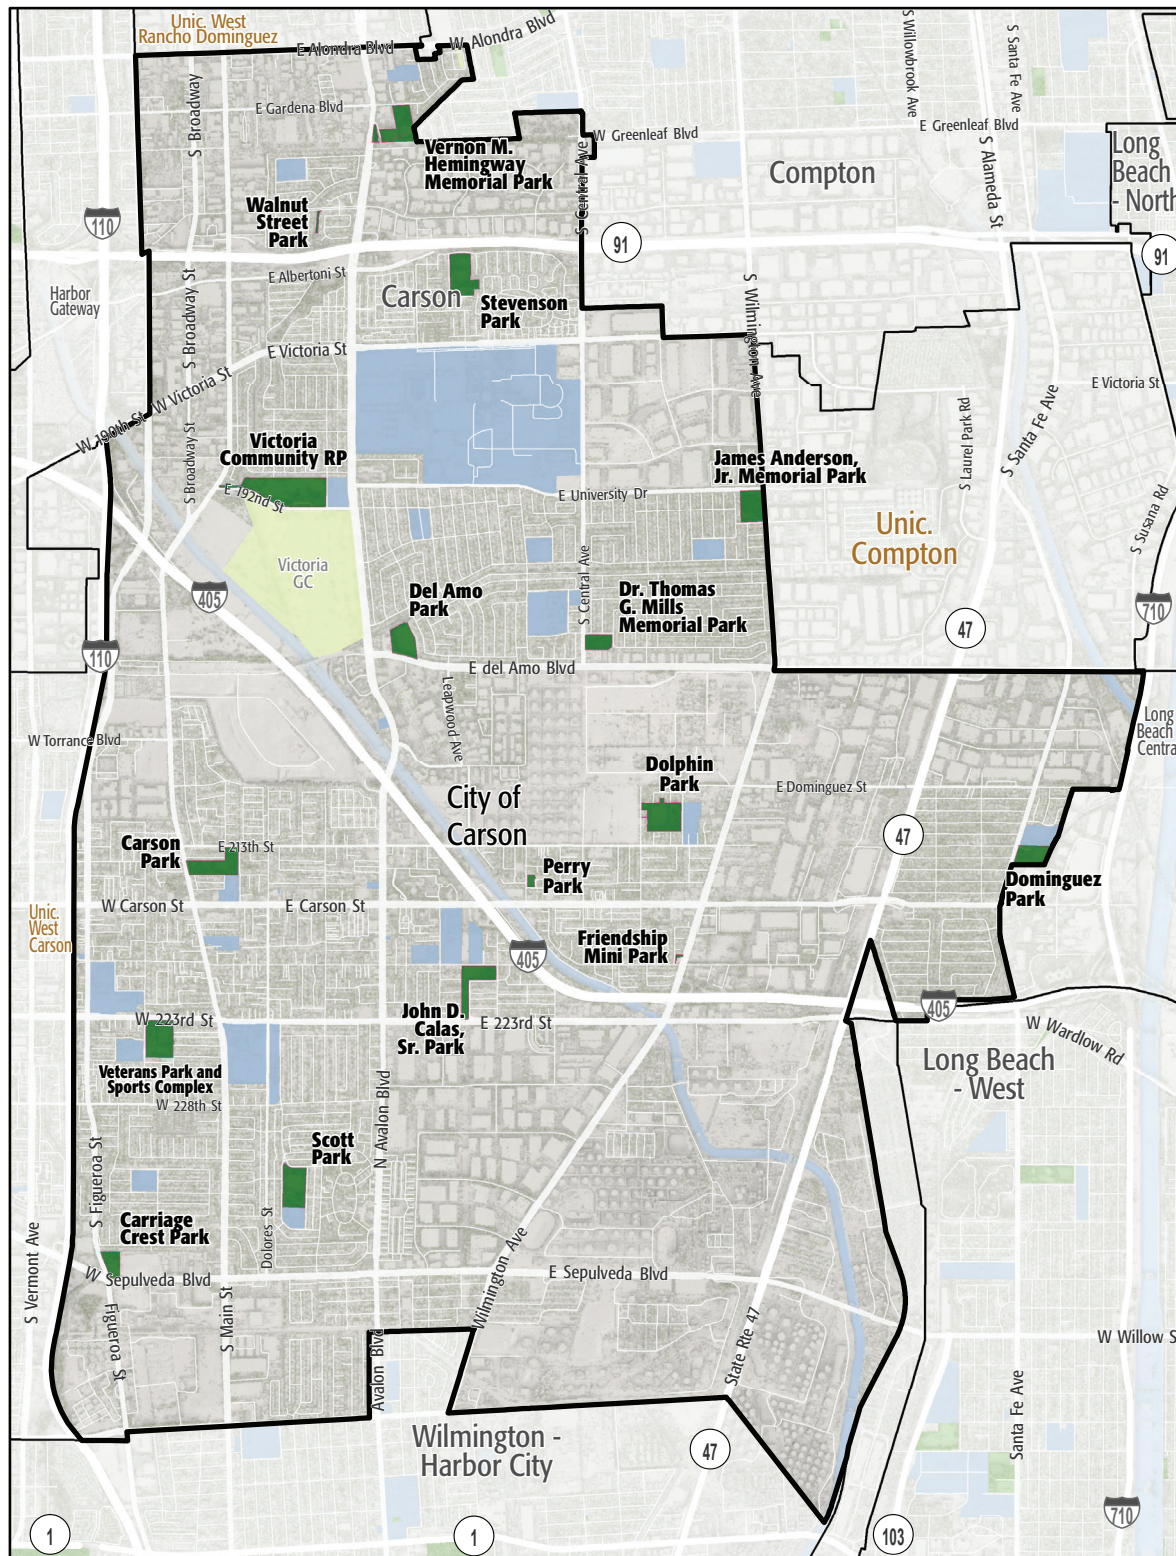 Unic. West
Rancho Dominguez
E Alondra Blvd
W Alondra Blvd
S Willowbrook Ave
S Santa Fe Ave
S Broadway
E Gardena Blvd
W Greenleaf Blvd
E Greenleaf Blvd
S Alameda St
Long
Beach
- North
Vernon M.
Hemingway
Memorial Park
S Central Ave
Compton
Walnut
Street
Park
110
91
91
E Albertoni St
Harbor
Gateway
Carson
Stevenson
Park
S Broadway St
S Wilmington Ave
E Victoria St
W Victoria St
W 190th St
E Victoria St
S Laurel Park Rd
S Santa Fe Ave
S Broadway St
Victoria
Community RP
E 192nd St
James Anderson,
Jr. Memorial Park
E University Dr
S Susana Rd
Unic.
Compton
Victoria
GC
S Central Ave
405
Del Amo
Park
Dr. Thomas
G. Mills
Memorial Park
47
710
110
E del Amo Blvd
Leapwood Ave
W Torrance Blvd
Long
Beach
Central
Dolphin
Park
E Dominguez St
City of
Carson
47
Carson
Park
E 213th St
Perry
Park
Dominguez
Park
W Carson St
E Carson St
Unic.
West
Carson
Friendship
Mini Park
405
405
John D.
Calas,
Sr. Park
W 223rd St
E 223rd St
W Wardlow Rd
Long Beach
- West
Veterans Park and
Sports Complex
W 228th St
N Avalon Blvd
Scott
Park
S Figueroa St
Dolores St
Carriage
Crest Park
S Vermont Ave
W Sepulveda Blvd
E Sepulveda Blvd
Wilmington Ave
Figueroa St
S Main St
Avalon Blvd
State Rte 47
W Willow S
Santa Fe Ave
Wilmington -
Harbor City
47
710
1
1
103